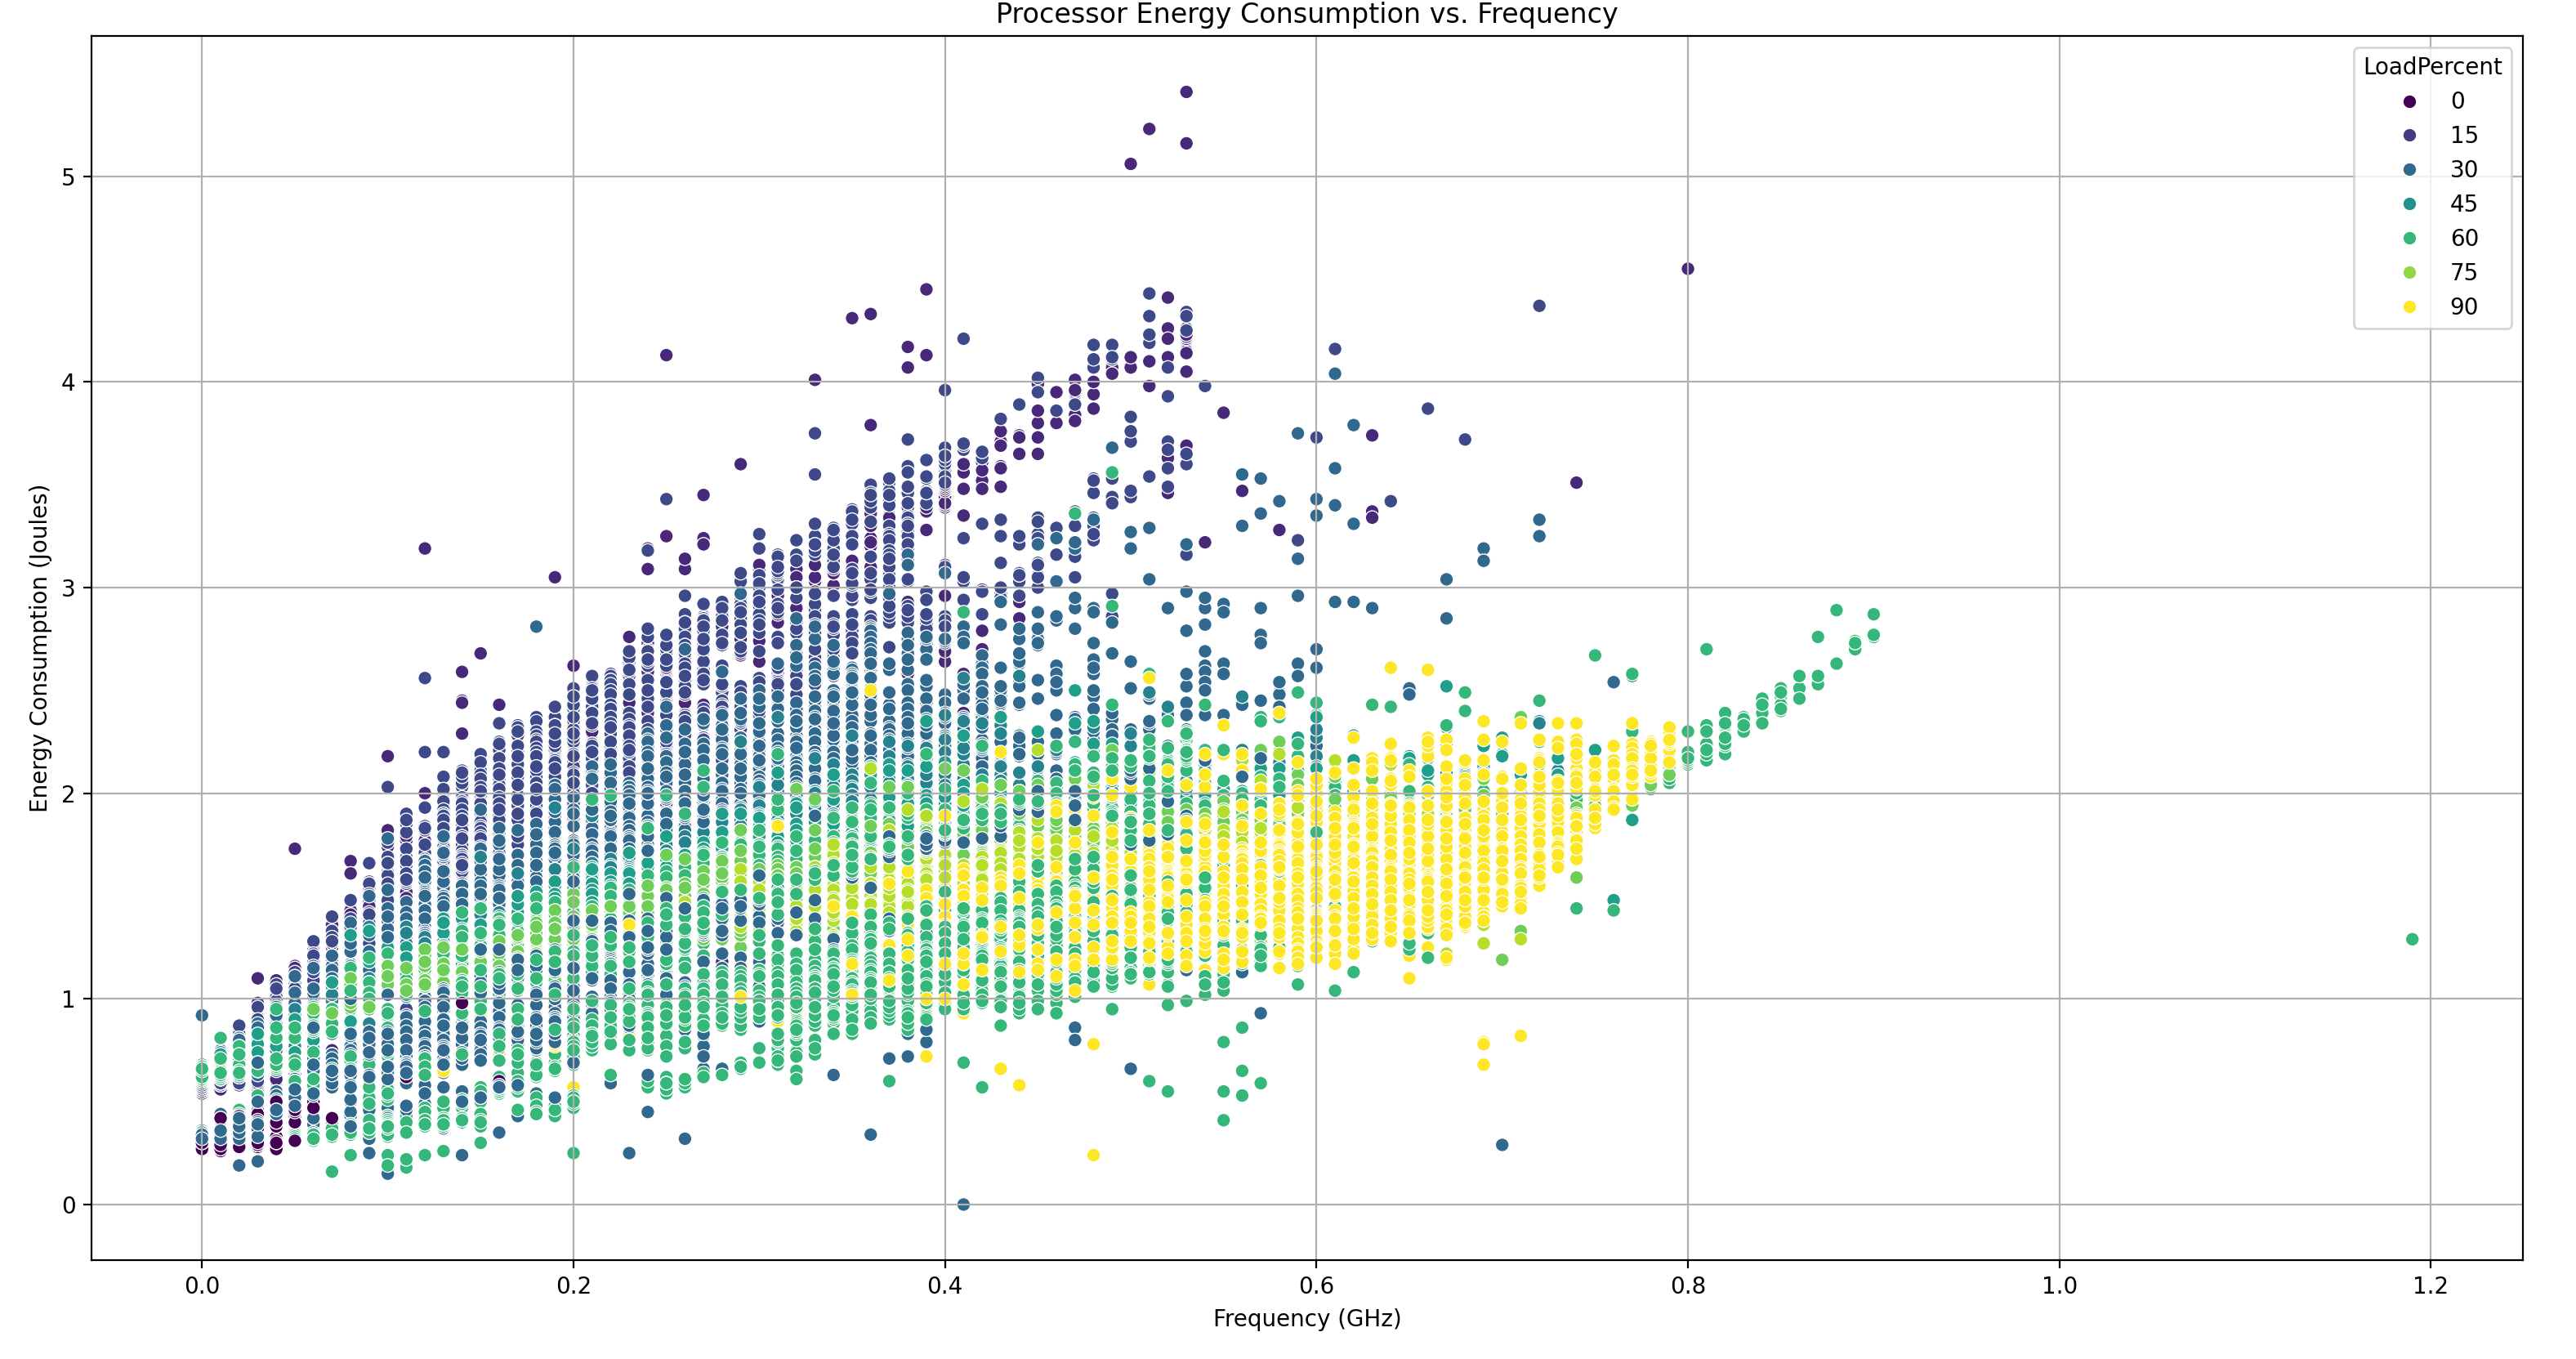 Processor Energy Consumption vs. Frequency
LoadPercent
0
15
30
45
60
75
90
Energy Consumption (Joules)
5
4
3
2
1
0
0.0 0.2 0.4 0.6 0.8 1.0 1.2
Frequency (GHz)